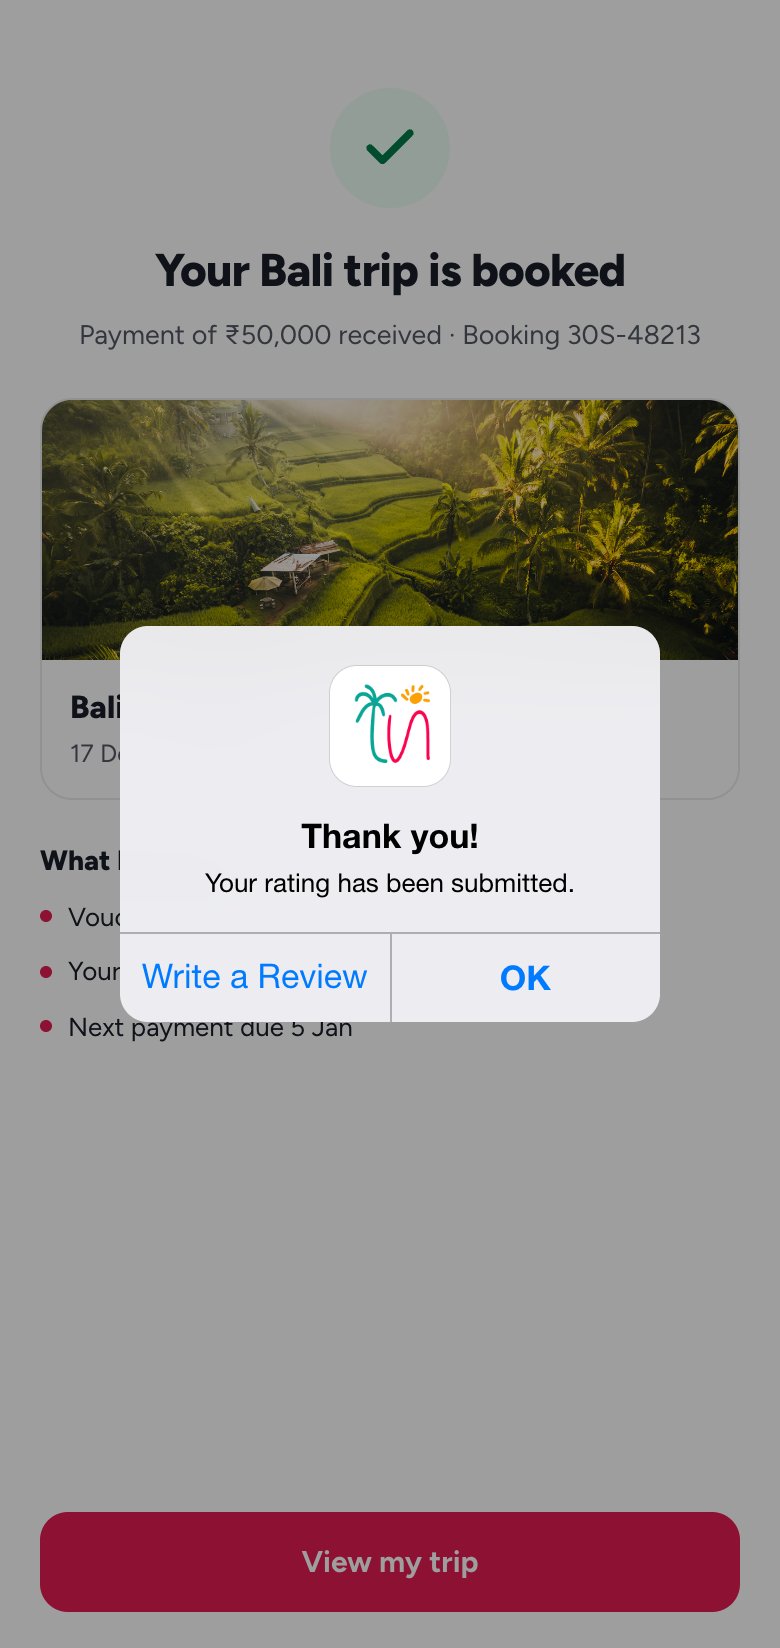 Your Bali trip is booked
Payment of ₹50,000 received · Booking 30S-48213
Bali
17
What
Thank you!
Your rating has been submitted.
Your
Write a Review
OK
Next payment due 5 Jan
View my trip